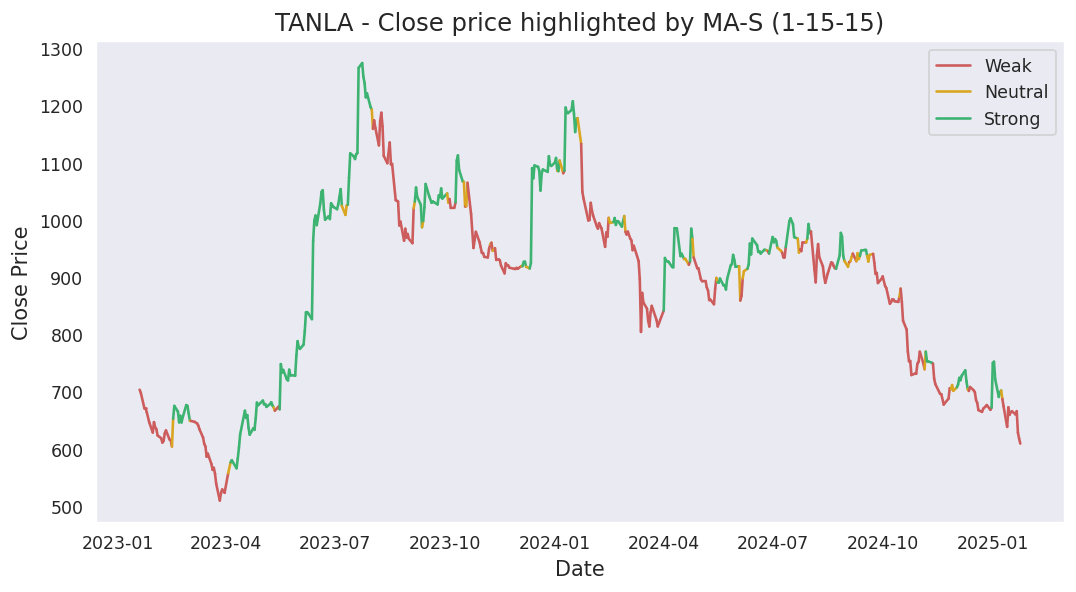 TANLA - Close price highlighted by MA-S (1-15-15)
Weak
Neutral
Strong
Close Price
1300
1200
1100
1000
900
800
700
600
500
2023-01 2023-04 2023-07 2023-10 2024-01 2024-04 2024-07 2024-10 2025-01
Date